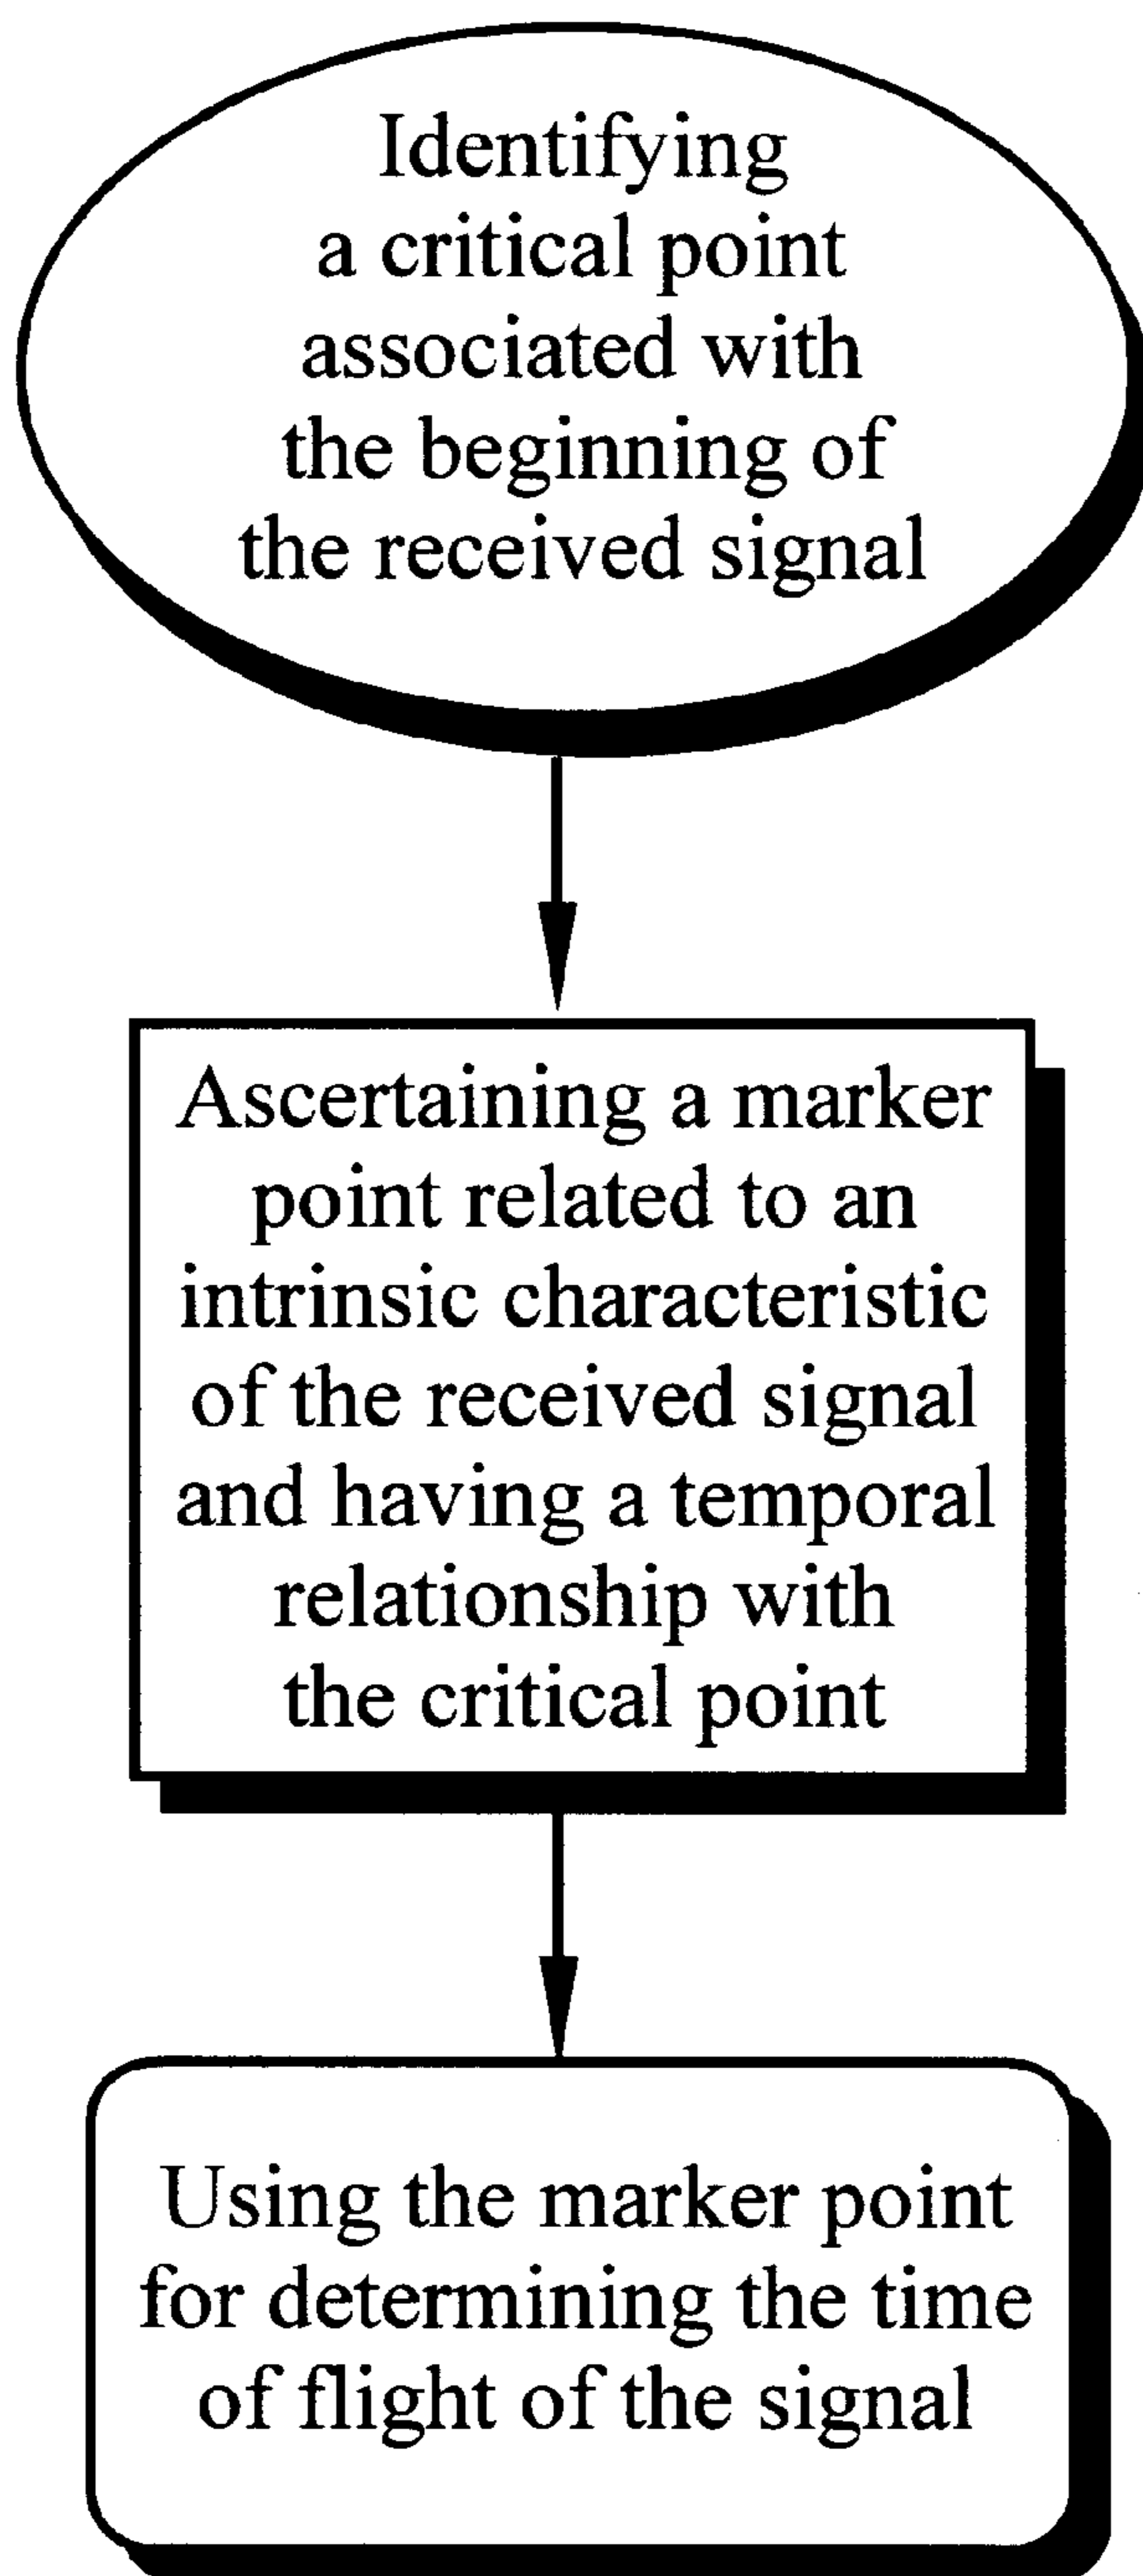 Identifying
a critical point
associated with
the beginning of
the received signal
Ascertaining a marker
point related to an
intrinsic characteristic
of the received signal
and having a temporal
relationship with
the critical point
Using the marker point
for determining the time
of flight of the signal